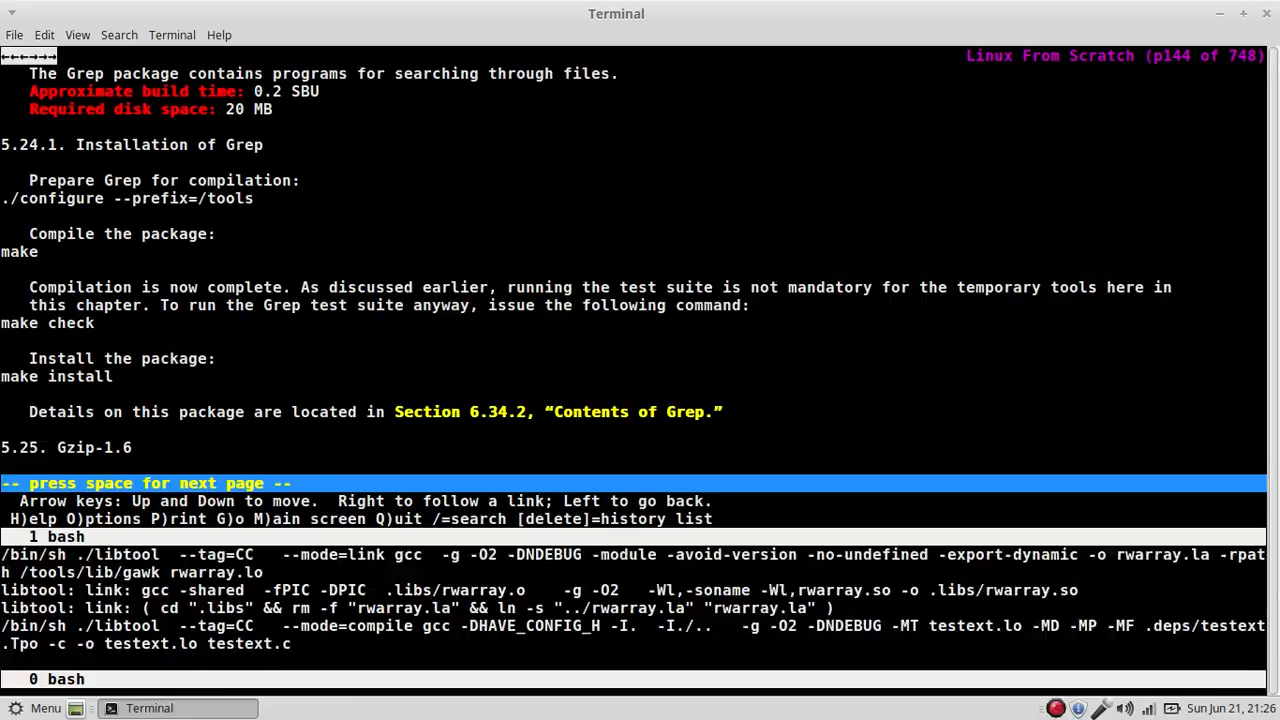 Terminal
File Edit View Search Terminal Help
←←←→→→ Linux From Scratch (p144 of 748)
The Grep package contains programs for searching through files.
Approximate build time: 0.2 SBU
Required disk space: 20 MB
5.24.1. Installation of Grep
Prepare Grep for compilation:
./configure --prefix=/tools
Compile the package:
make
Compilation is now complete. As discussed earlier, running the test suite is not mandatory for the temporary tools here in
this chapter. To run the Grep test suite anyway, issue the following command:
make check
Install the package:
make install
Details on this package are located in Section 6.34.2, “Contents of Grep.”
5.25. Gzip-1.6
-- press space for next page --
Arrow keys: Up and Down to move.  Right to follow a link; Left to go back.
H)elp O)ptions P)rint G)o M)ain screen Q)uit /=search [delete]=history list
1 bash
/bin/sh ./libtool  --tag=CC   --mode=link gcc  -g -O2 -DNDEBUG -module -avoid-version -no-undefined -export-dynamic -o rwarray.la -rpat
h /tools/lib/gawk rwarray.lo
libtool: link: gcc -shared  -fPIC -DPIC  .libs/rwarray.o    -g -O2   -Wl,-soname -Wl,rwarray.so -o .libs/rwarray.so
libtool: link: ( cd ".libs" && rm -f "rwarray.la" && ln -s "../rwarray.la" "rwarray.la" )
/bin/sh ./libtool  --tag=CC   --mode=compile gcc -DHAVE_CONFIG_H -I.  -I./..   -g -O2 -DNDEBUG -MT testext.lo -MD -MP -MF .deps/testext
.Tpo -c -o testext.lo testext.c
0 bash
Menu Terminal Sun Jun 21, 21:26